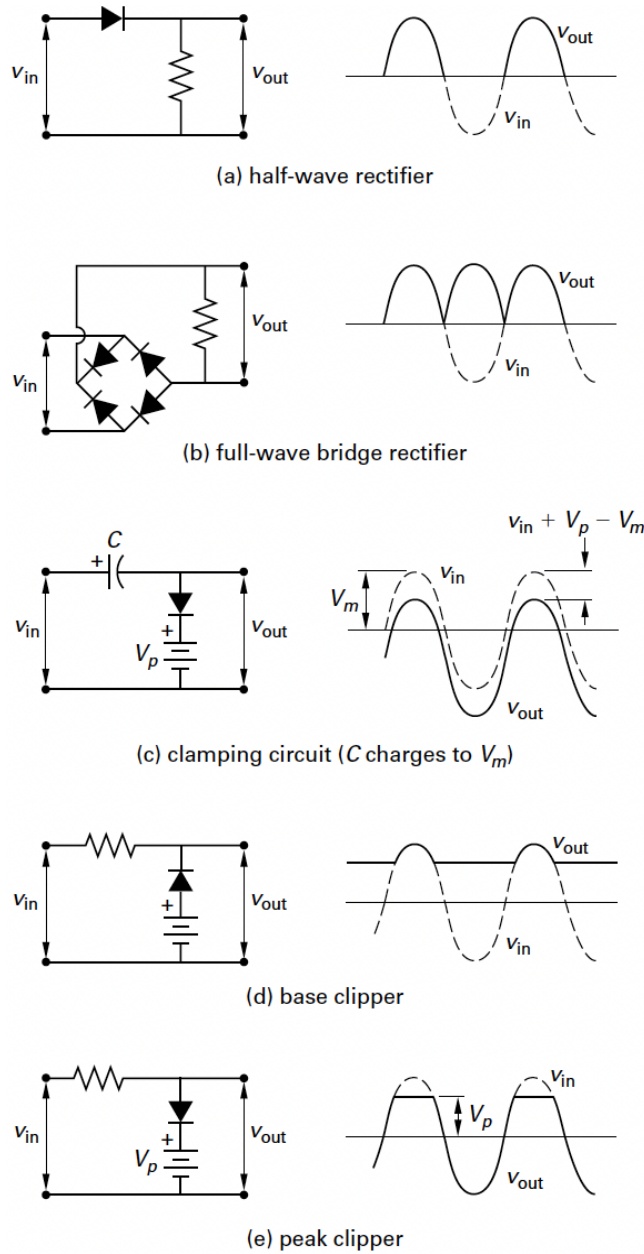 v_in
v_out
v_out
v_in
(a) half-wave rectifier
v_in
v_out
v_out
v_in
(b) full-wave bridge rectifier
C
+
v_in
+
V_p
v_out
v_in + V_p − V_m
v_in
V_m
v_out
(c) clamping circuit (C charges to V_m)
v_in
+
v_out
v_out
v_in
(d) base clipper
v_in
+
V_p
v_out
v_in
V_p
v_out
(e) peak clipper